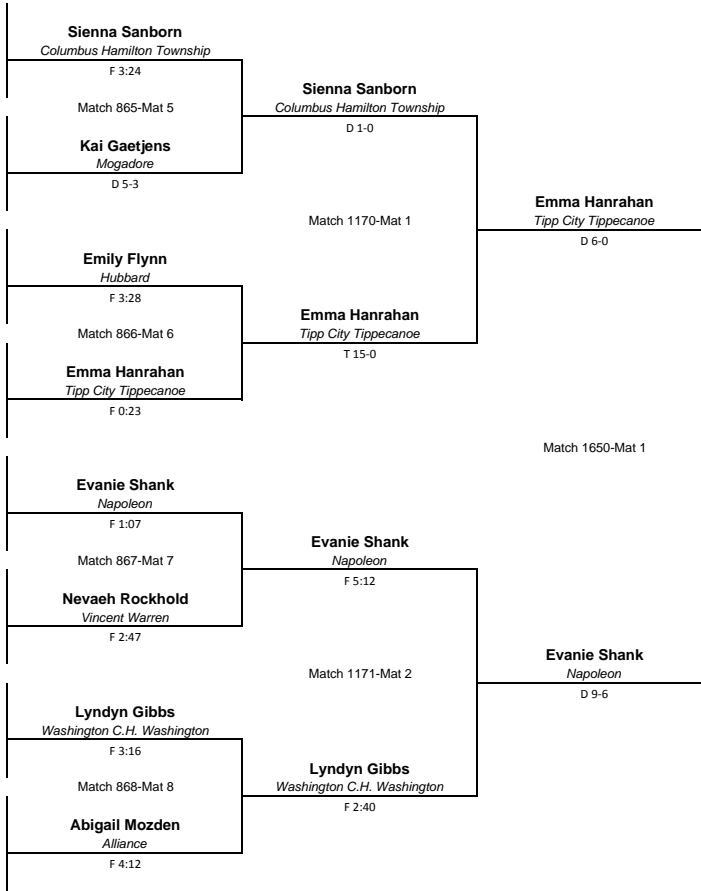 Sienna Sanborn
Columbus Hamilton Township
F 3:24
Match 865-Mat 5
Kai Gaetjens
Mogadore
D 5-3
Emily Flynn
Hubbard
F 3:28
Match 866-Mat 6
Emma Hanrahan
Tipp City Tippecanoe
F 0:23
Evanie Shank
Napoleon
F 1:07
Match 867-Mat 7
Nevaeh Rockhold
Vincent Warren
F 2:47
Lyndyn Gibbs
Washington C.H. Washington
F 3:16
Match 868-Mat 8
Abigail Mozden
Alliance
F 4:12
Sienna Sanborn
Columbus Hamilton Township
D 1-0
Match 1170-Mat 1
Emma Hanrahan
Tipp City Tippecanoe
T 15-0
Evanie Shank
Napoleon
F 5:12
Match 1171-Mat 2
Lyndyn Gibbs
Washington C.H. Washington
F 2:40
Emma Hanrahan
Tipp City Tippecanoe
D 6-0
Match 1650-Mat 1
Evanie Shank
Napoleon
D 9-6